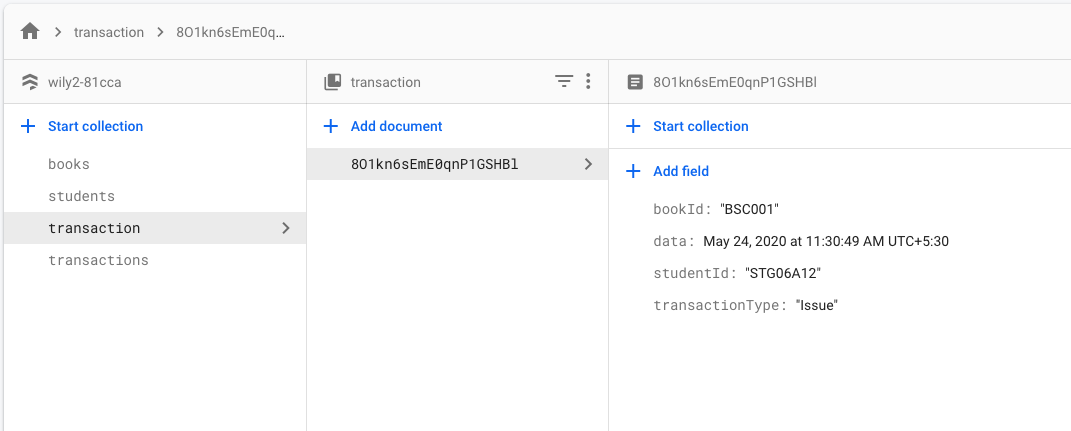 transaction
8O1kn6sEmE0q…
wily2-81cca
Start collection
books
students
transaction
transactions
transaction
Add document
8O1kn6sEmE0qnP1GSHBl
8O1kn6sEmE0qnP1GSHBl
Start collection
Add field
bookId: "BSC001"
data: May 24, 2020 at 11:30:49 AM UTC+5:30
studentId: "STG06A12"
transactionType: "Issue"